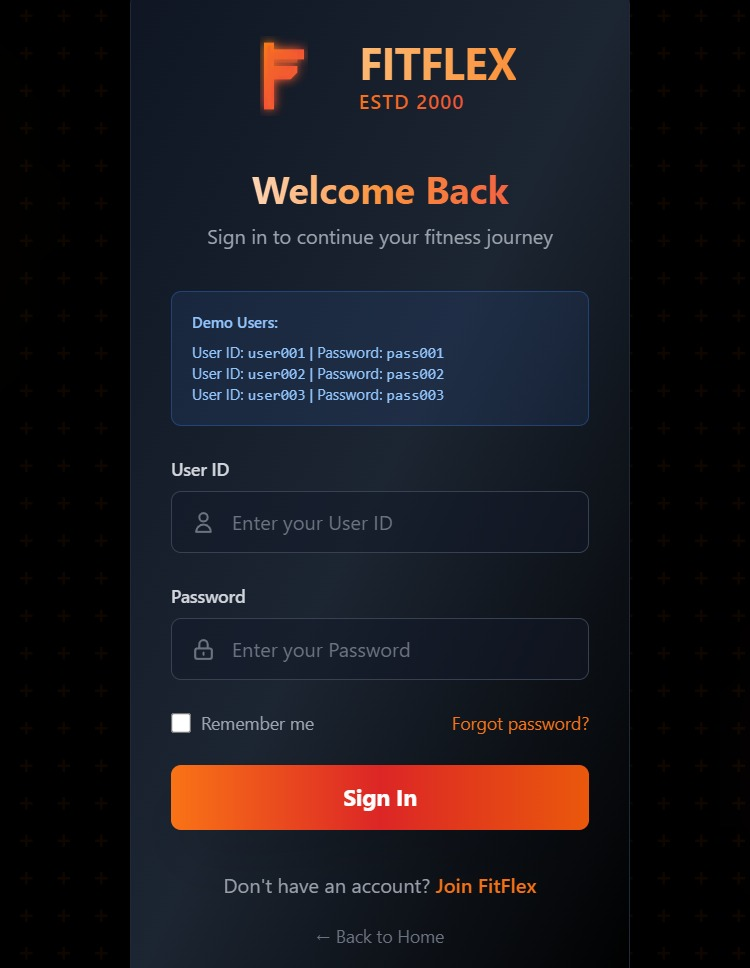 FITFLEX
ESTD 2000
Welcome Back
Sign in to continue your fitness journey
Demo Users:
User ID: user001 | Password: pass001
User ID: user002 | Password: pass002
User ID: user003 | Password: pass003
User ID
Enter your User ID
Password
Enter your Password
Remember me Forgot password?
Sign In
Don't have an account? Join FitFlex
← Back to Home